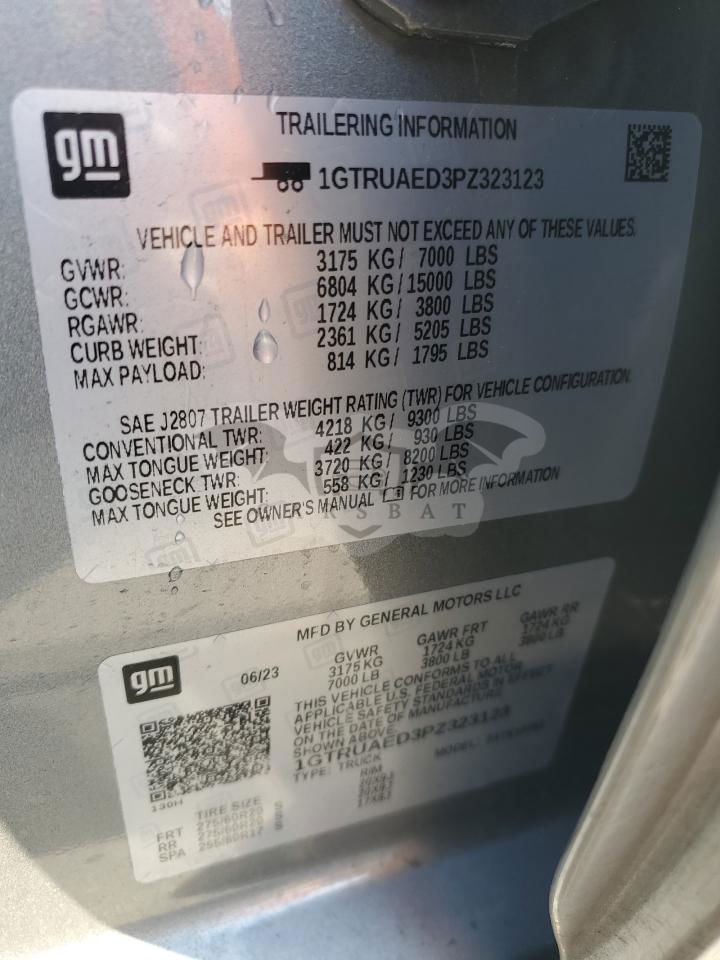 gm
TRAILERING INFORMATION
1GTRUAED3PZ323123
VEHICLE AND TRAILER MUST NOT EXCEED ANY OF THESE VALUES.
GVWR: 3175 KG/ 7000 LBS
GCWR: 6804 KG/15000 LBS
RGAWR: 1724 KG/ 3800 LBS
CURB WEIGHT: 2361 KG/ 5205 LBS
MAX PAYLOAD: 814 KG/ 1795 LBS
SAE J2807 TRAILER WEIGHT RATING (TWR) FOR VEHICLE CONFIGURATION.
CONVENTIONAL TWR: 4218 KG/ 9300 LBS
MAX TONGUE WEIGHT: 422 KG/ 930 LBS
GOOSENECK TWR: 3720 KG/ 8200 LBS
MAX TONGUE WEIGHT: 558 KG/ 1230 LBS
SEE OWNER'S MANUAL FOR MORE INFORMATION
gm
MFD BY GENERAL MOTORS LLC
06/23 GVWR GAWR FRT GAWR RR
3175 KG 1724 KG 1724 KG
7000 LB 3800 LB 3800 LB
THIS VEHICLE CONFORMS TO ALL
APPLICABLE U.S. FEDERAL MOTOR
VEHICLE SAFETY STANDARDS IN EFFECT
ON THE DATE OF MANUFACTURE
SHOWN ABOVE.
1GTRUAED3PZ323123
TYPE: TRUCK MODEL:
130H
TIRE SIZE RIM
FRT 275/60R20 S 20X9J
RR 275/60R20 S 20X9J
SPA 255/80R17 S 17X8J